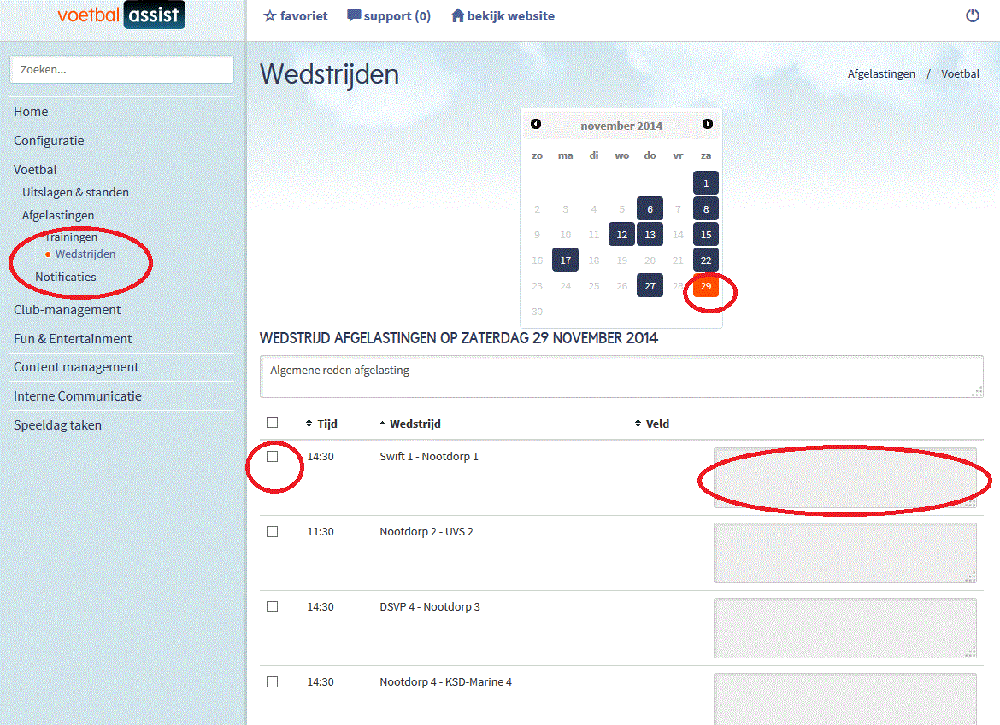 voetbal assist
favoriet support (0) bekijk website
Zoeken...
Home
Configuratie
Voetbal
Uitslagen & standen
Afgelastingen
Trainingen
Wedstrijden
Notificaties
Club-management
Fun & Entertainment
Content management
Interne Communicatie
Speeldag taken
Wedstrijden
Afgelastingen / Voetbal
november 2014
zo ma di wo do vr za
1
2 3 4 5 6 7 8
9 10 11 12 13 14 15
16 17 18 19 20 21 22
23 24 25 26 27 28 29
30
WEDSTRIJD AFGELASTINGEN OP ZATERDAG 29 NOVEMBER 2014
Algemene reden afgelasting
Tijd Wedstrijd Veld
14:30 Swift 1 - Nootdorp 1
11:30 Nootdorp 2 - UVS 2
14:30 DSVP 4 - Nootdorp 3
14:30 Nootdorp 4 - KSD-Marine 4